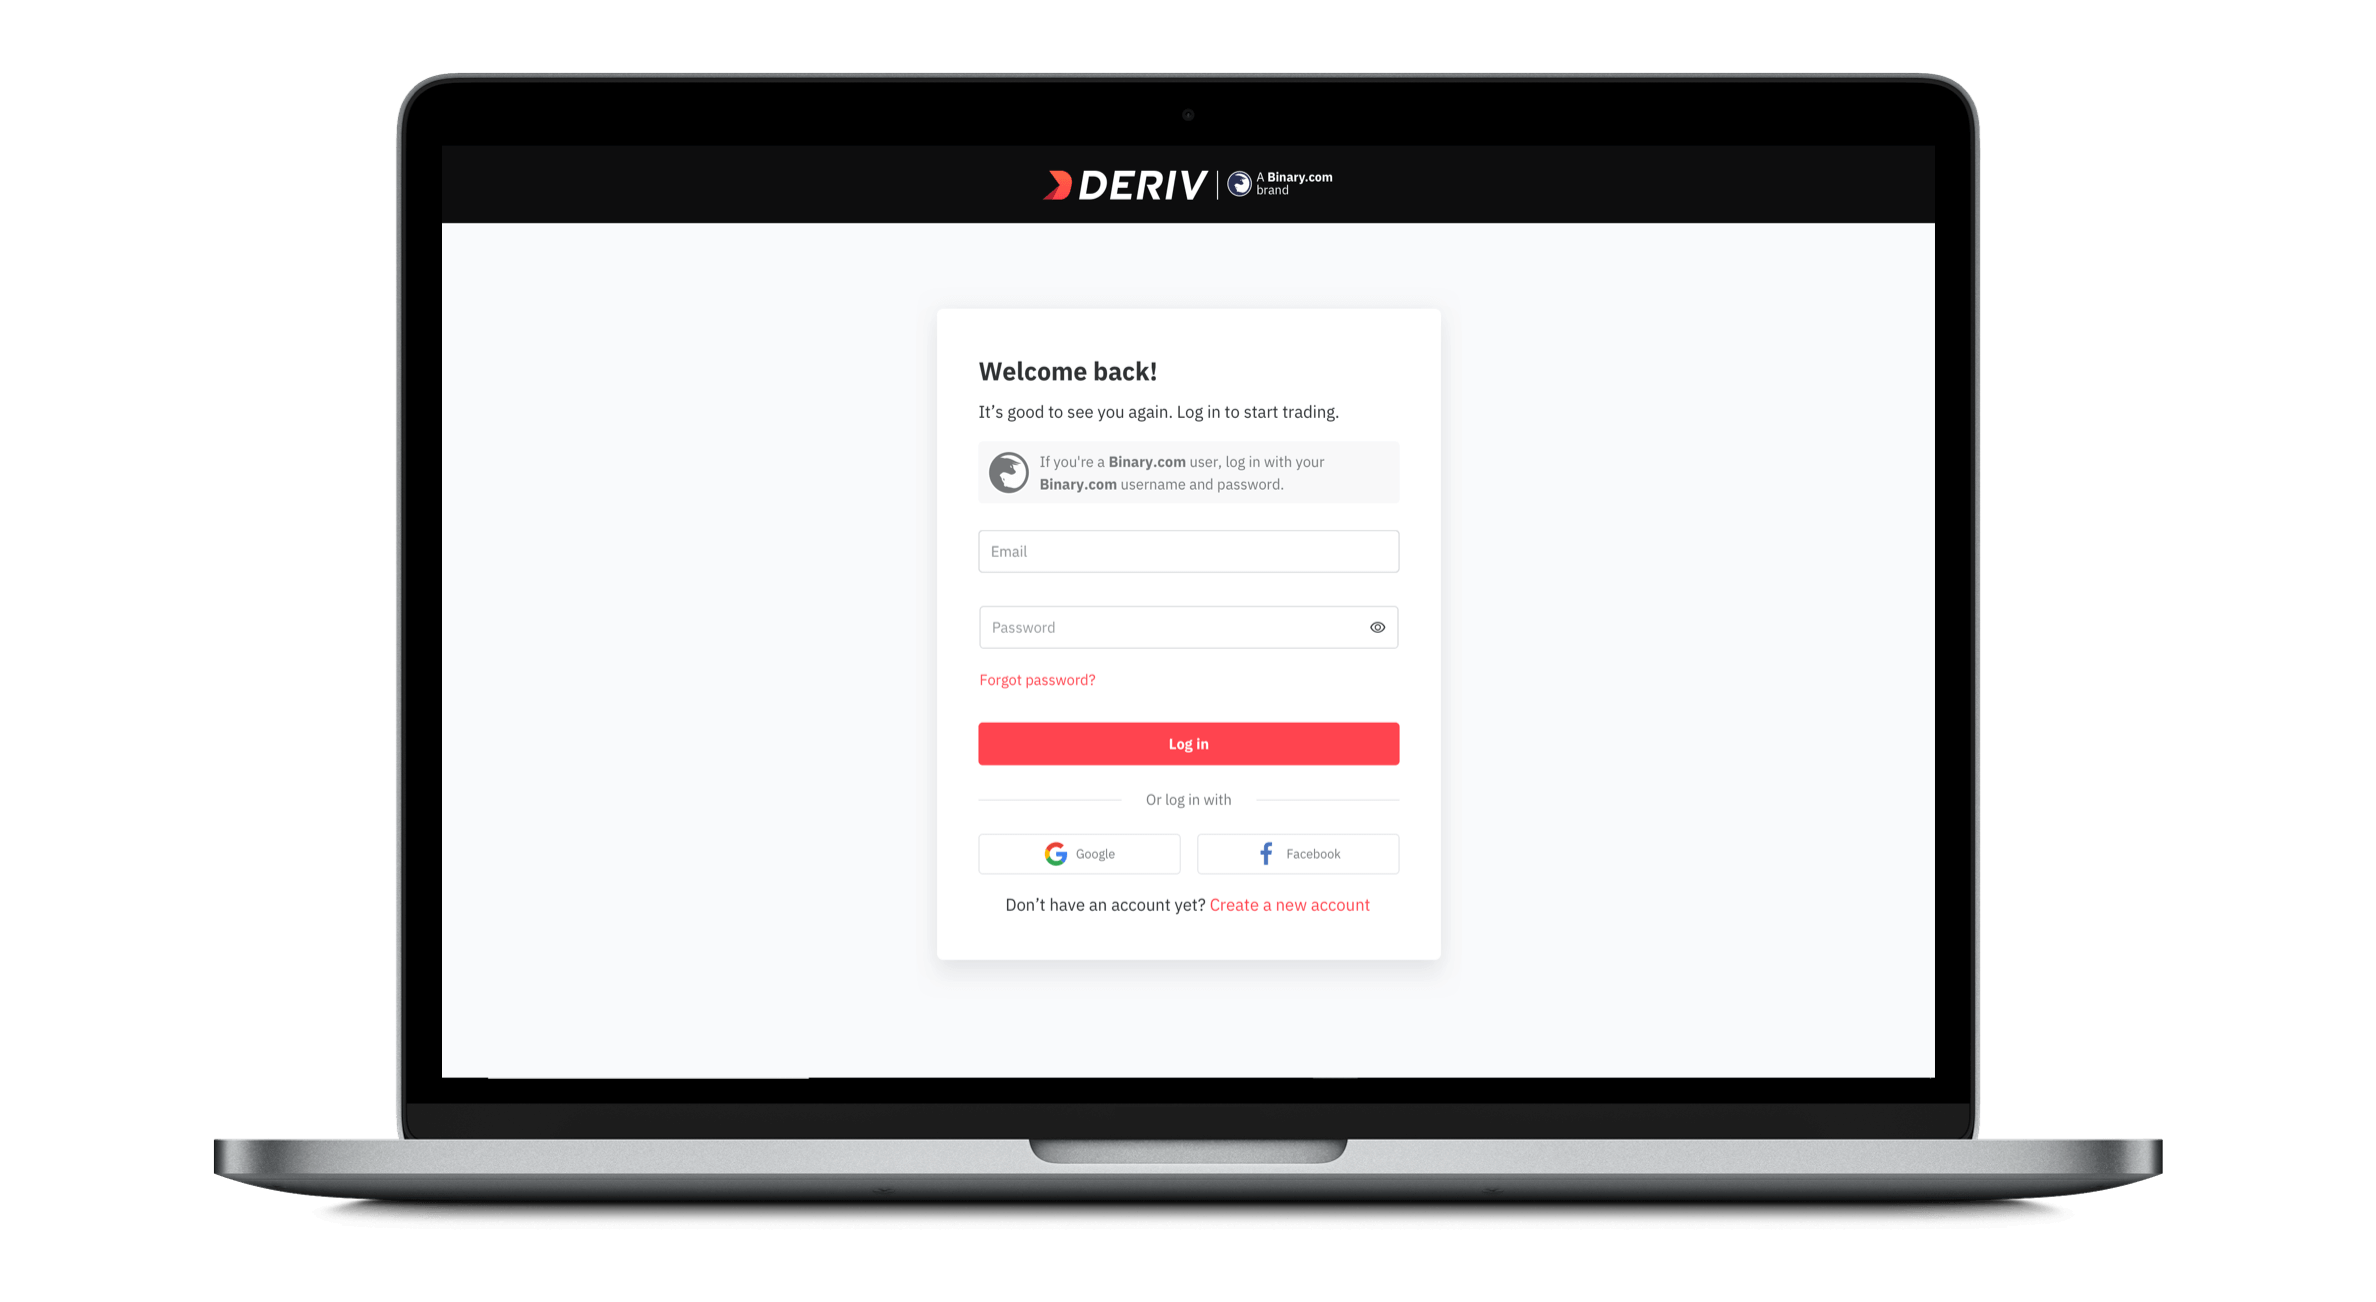 DERIV
A Binary.com
brand
Welcome back!
It’s good to see you again. Log in to start trading.
If you're a Binary.com user, log in with your
Binary.com username and password.
Email
Password
Forgot password?
Log in
Or log in with
Google
Facebook
Don’t have an account yet? Create a new account